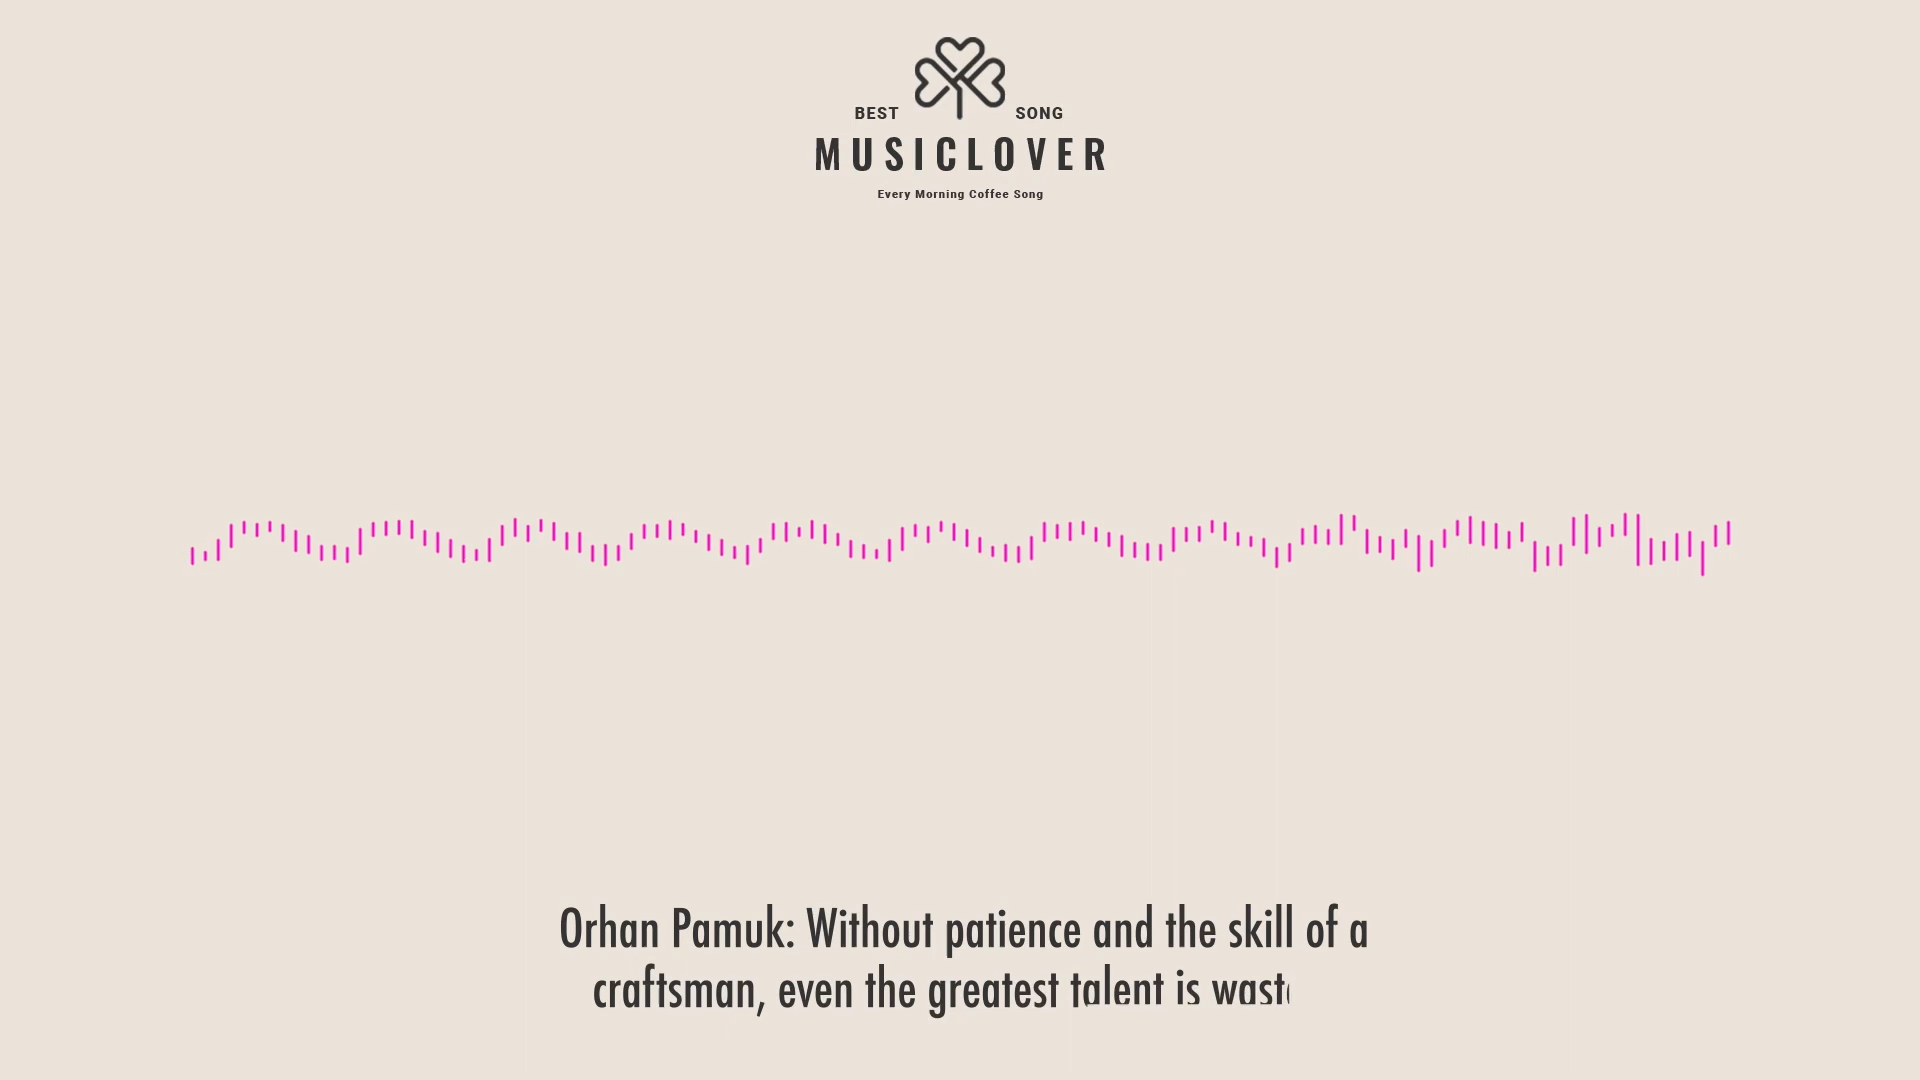 BEST SONG
MUSICLOVER
Every Morning Coffee Song
Orhan Pamuk: Without patience and the skill of a
craftsman, even the greatest talent is